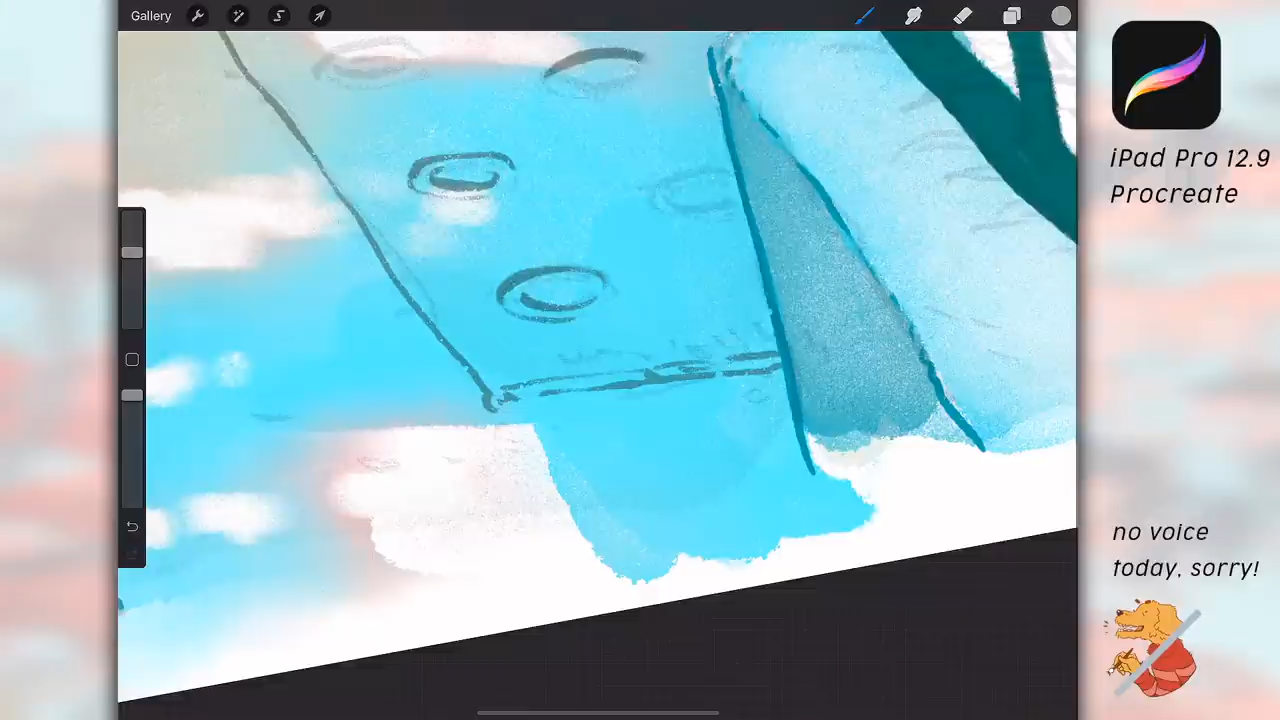 Gallery
iPad Pro 12.9
Procreate
no voice
today, sorry!